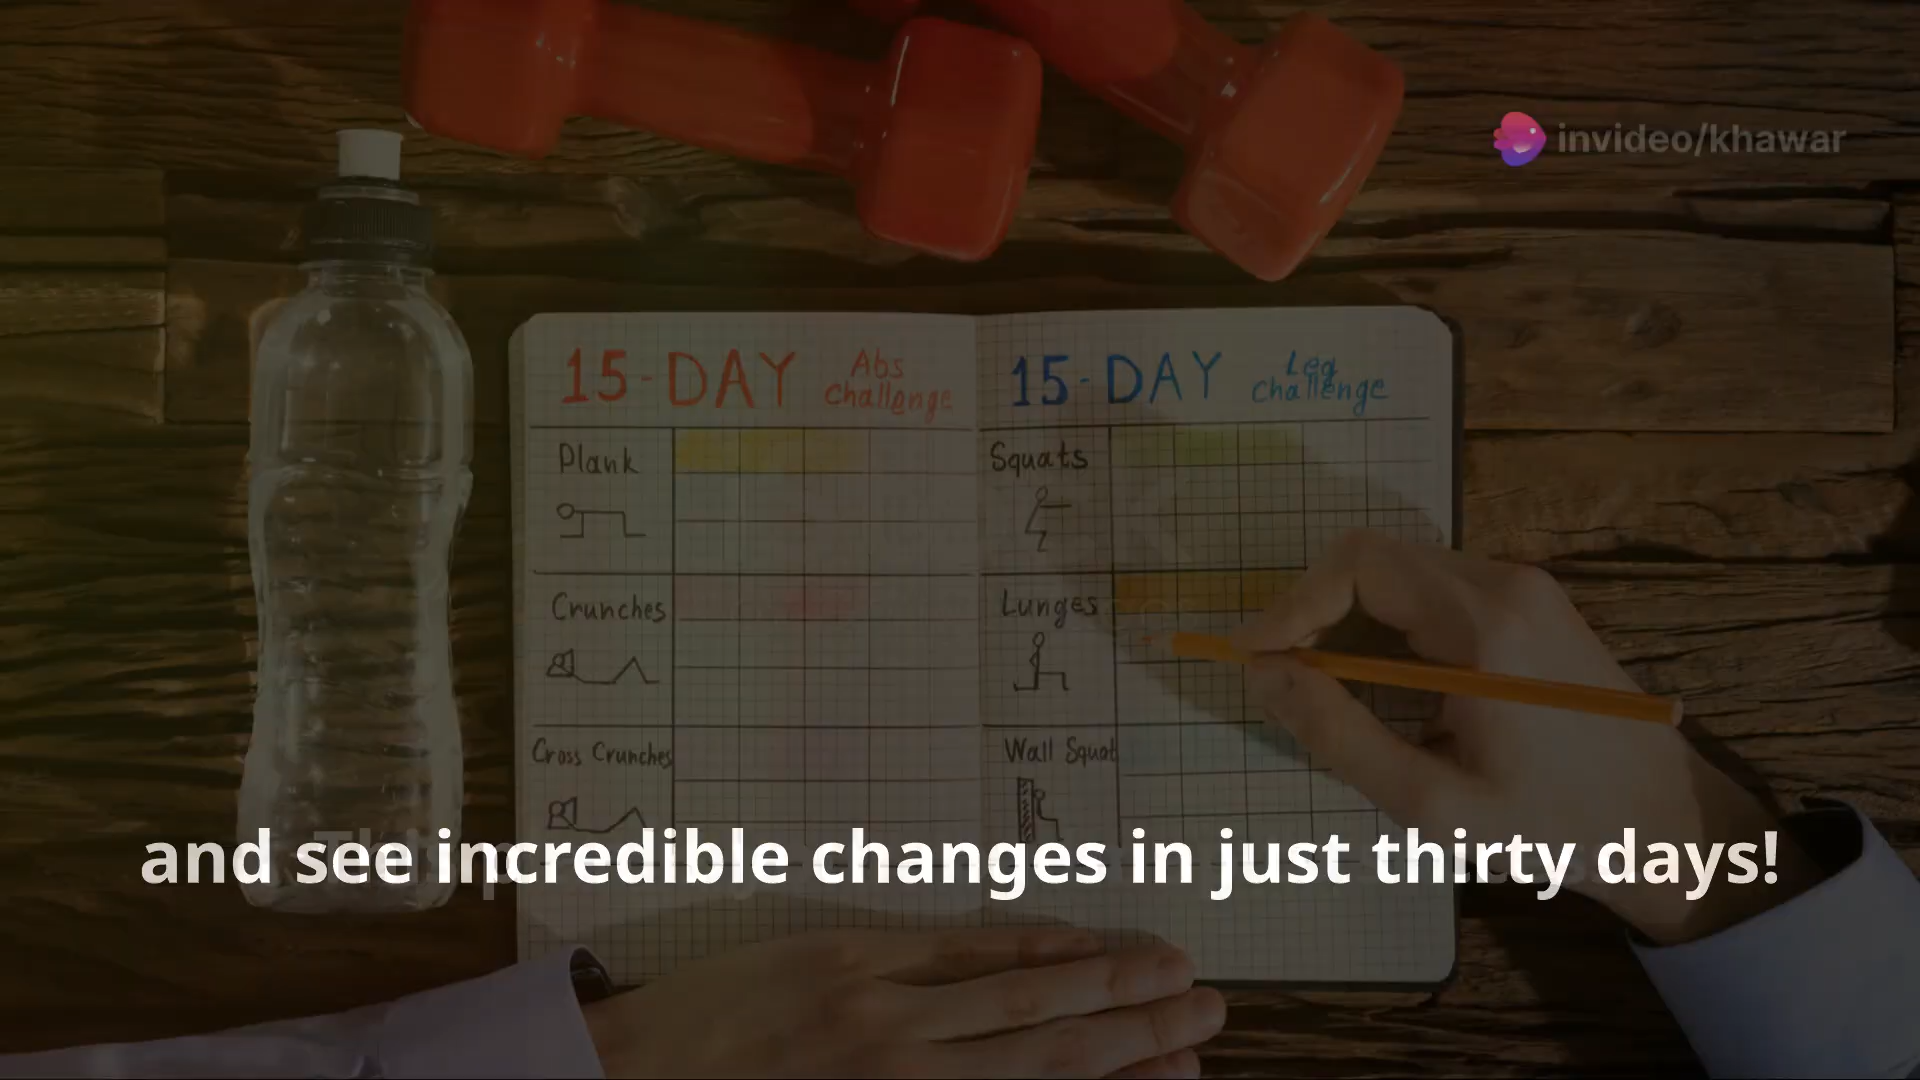 invideo/khawar
15-DAY Abs challenge
Plank
Crunches
Cross Crunches
15-DAY Leg challenge
Squats
Lunges
Wall Squat
and see incredible changes in just thirty days!